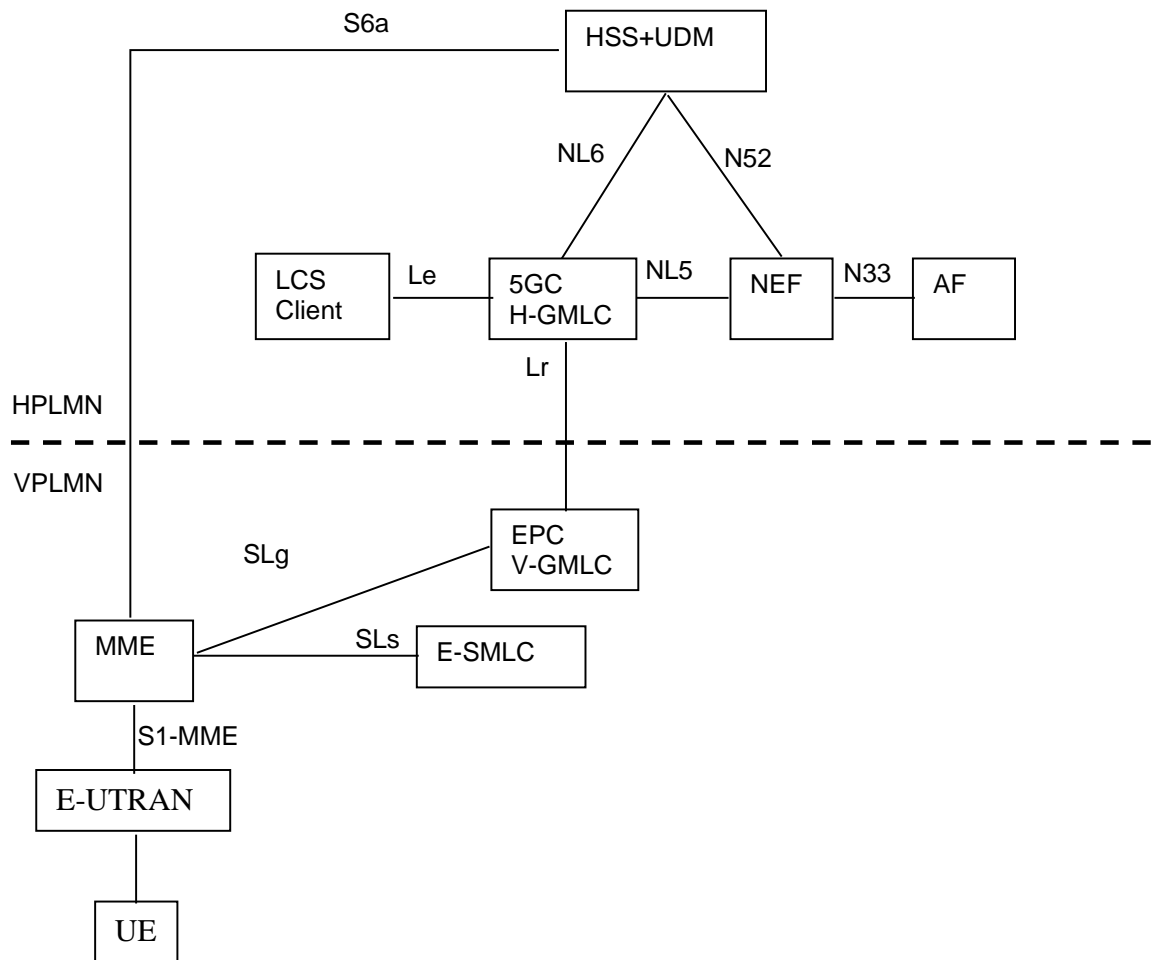 S6a
HSS+UDM
NL6
N52
LCS
Client
Le
5GC
H-GMLC
NL5
NEF
N33
AF
Lr
HPLMN
VPLMN
EPC
V-GMLC
SLg
MME
SLs
E-SMLC
S1-MME
E-UTRAN
UE